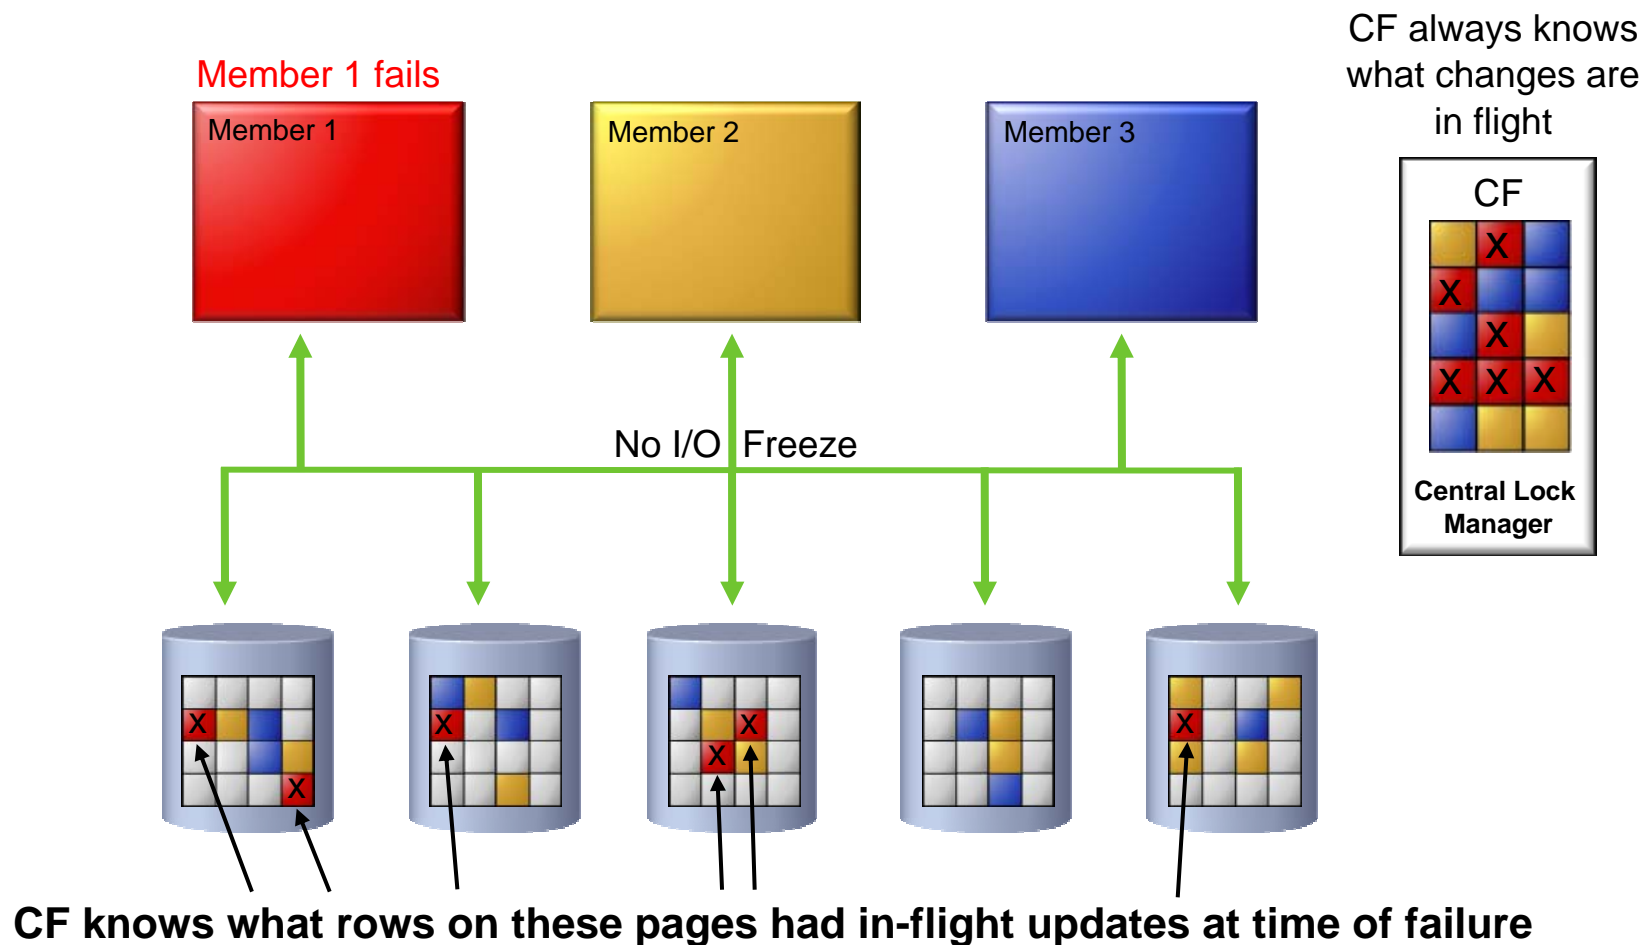 CF always knows
what changes are
in flight
Member 1 fails
Member 1
Member 2
Member 3
CF
X
X
X
X X X
Central Lock
Manager
No I/O Freeze
X
X
X
X
X
X
CF knows what rows on these pages had in-flight updates at time of failure